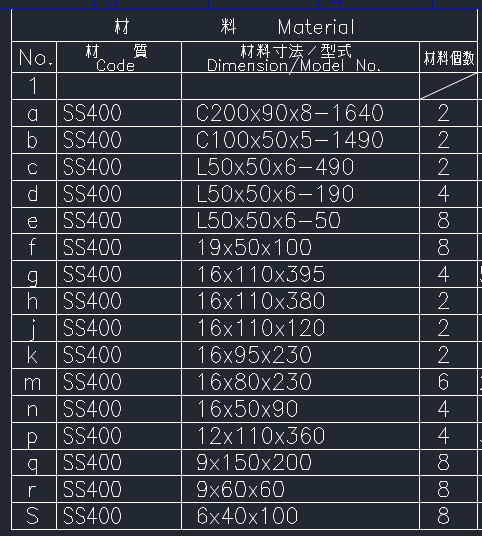 材 料 Material
No. 材 質 Code 材料寸法／型式 Dimension/Model No. 材料個数
1
a SS400 C200x90x8-1640 2
b SS400 C100x50x5-1490 2
c SS400 L50x50x6-490 2
d SS400 L50x50x6-190 4
e SS400 L50x50x6-50 8
f SS400 19x50x100 8
g SS400 16x110x395 4
h SS400 16x110x380 2
j SS400 16x110x120 2
k SS400 16x95x230 2
m SS400 16x80x230 6
n SS400 16x50x90 4
p SS400 12x110x360 4
q SS400 9x150x200 8
r SS400 9x60x60 8
S SS400 6x40x100 8